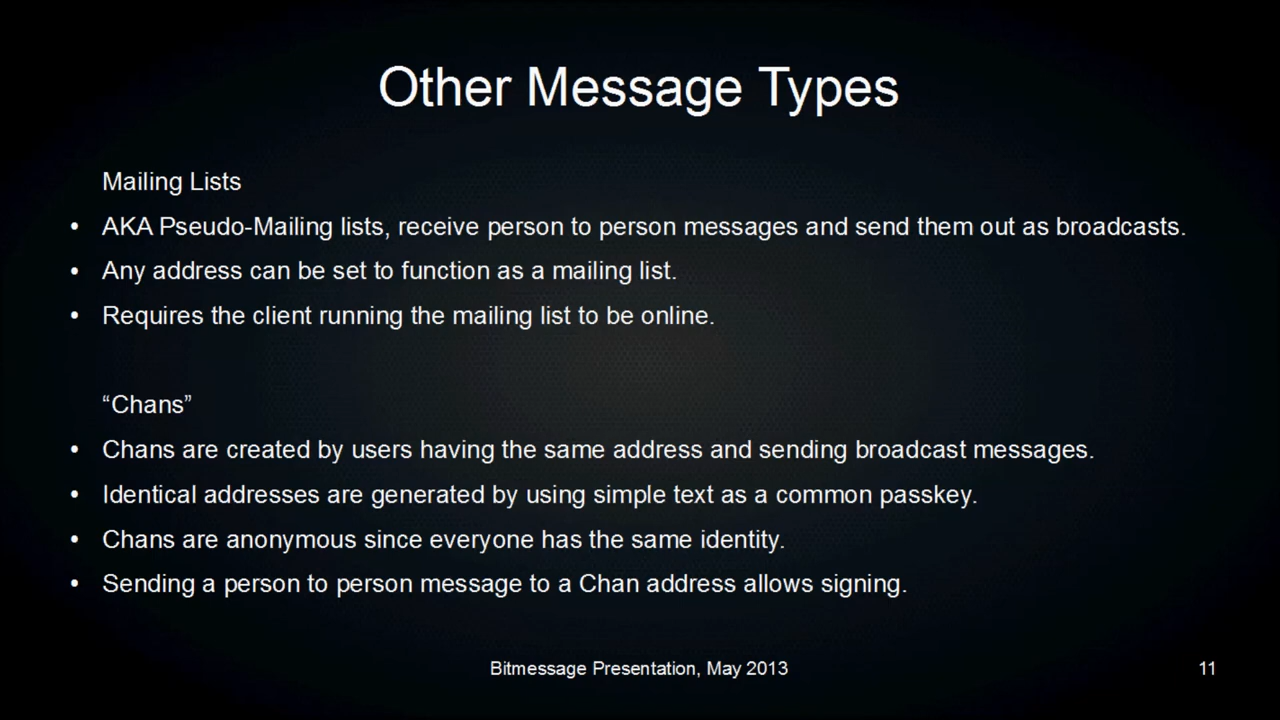 Other Message Types
Mailing Lists
• AKA Pseudo-Mailing lists, receive person to person messages and send them out as broadcasts.
• Any address can be set to function as a mailing list.
• Requires the client running the mailing list to be online.
“Chans”
• Chans are created by users having the same address and sending broadcast messages.
• Identical addresses are generated by using simple text as a common passkey.
• Chans are anonymous since everyone has the same identity.
• Sending a person to person message to a Chan address allows signing.
Bitmessage Presentation, May 2013
11